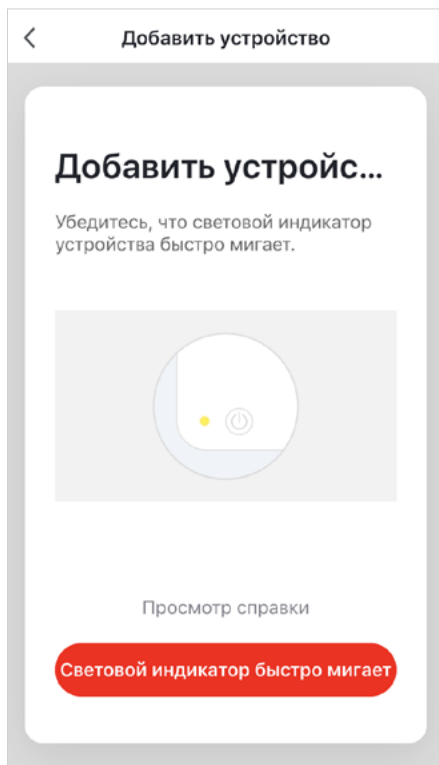 Добавить устройство
Добавить устройс...
Убедитесь, что световой индикатор
устройства быстро мигает.
Просмотр справки
Световой индикатор быстро мигает